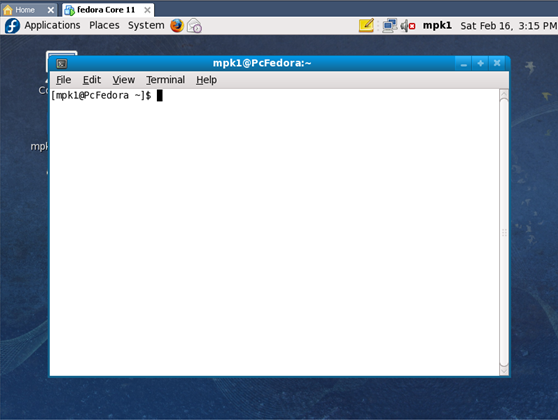 Home
fedora Core 11
Applications Places System
mpk1 Sat Feb 16, 3:15 PM
mpk1@PcFedora:~
File Edit View Terminal Help
[mpk1@PcFedora ~]$